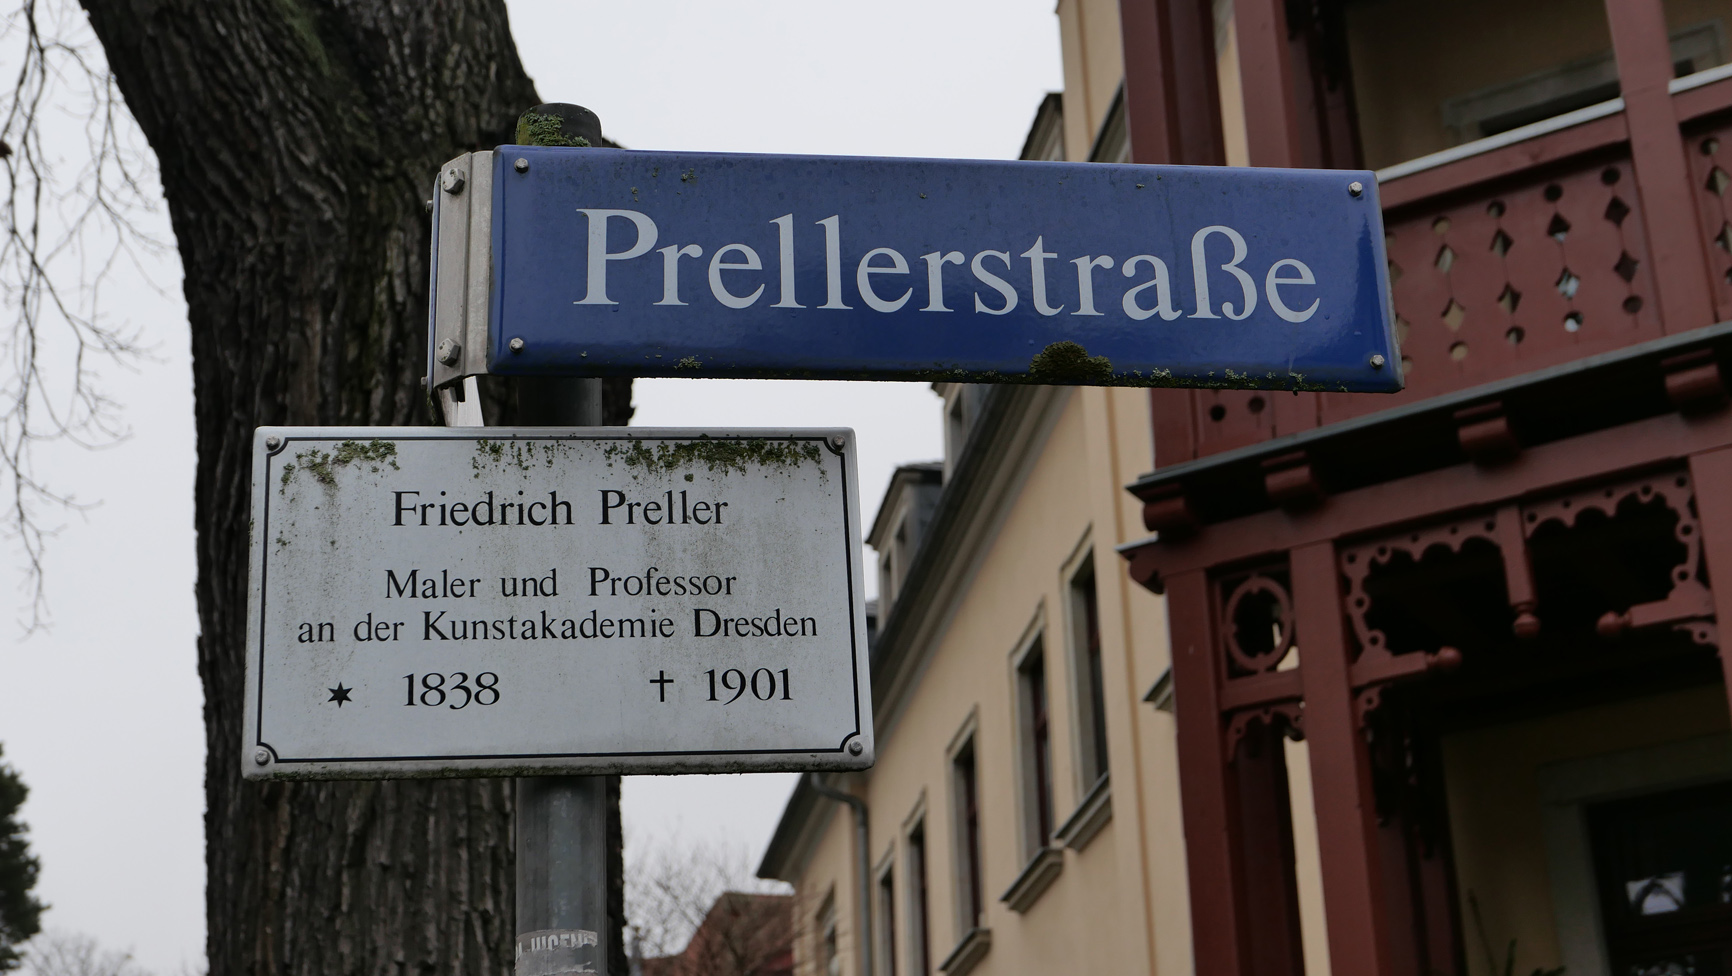 Prellerstraße
Friedrich Preller
Maler und Professor
an der Kunstakademie Dresden
✶ 1838 † 1901